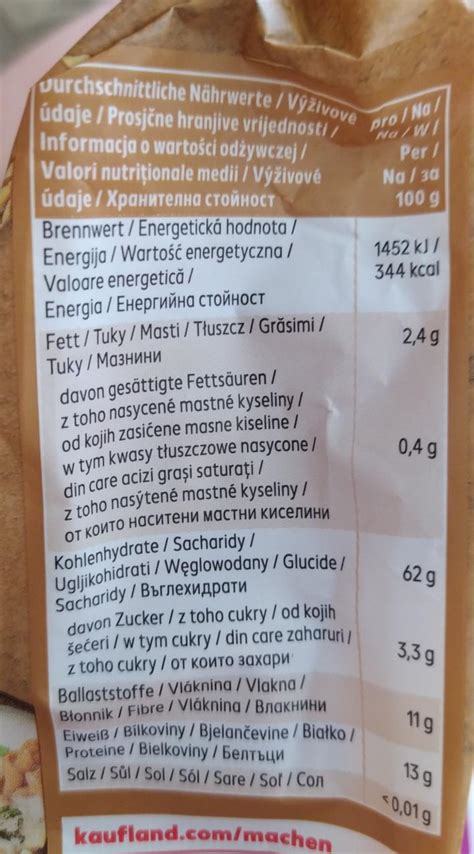 Durchschnittliche Nährwerte / Výživové
údaje / Prosječne hranjive vrijednosti /
Informacja o wartości odżywczej /
Valori nutriționale medii / Výživové
údaje / Хранителна стойност
pro / Na /
Na / W /
Per /
Na / за
100 g
Brennwert / Energetická hodnota /
Energija / Wartość energetyczna /
Valoare energetică /
Energia / Енергийна стойност
1452 kJ /
344 kcal
Fett / Tuky / Masti / Tłuszcz / Grăsimi /
Tuky / Мазнини
2,4 g
davon gesättigte Fettsäuren /
z toho nasycené mastné kyseliny /
od kojih zasićene masne kiseline /
w tym kwasy tłuszczowe nasycone /
din care acizi grași saturați /
z toho nasýtené mastné kyseliny /
от които наситени мастни киселини
0,4 g
Kohlenhydrate / Sacharidy /
Ugljikohidrati / Węglowodany / Glucide /
Sacharidy / Въглехидрати
62 g
davon Zucker / z toho cukry / od kojih
šećeri / w tym cukry / din care zaharuri /
z toho cukry / от които захари
3,3 g
Ballaststoffe / Vláknina / Vlakna /
Błonnik / Fibre / Vláknina / Влакнини
11 g
Eiweiß / Bílkoviny / Bjelančevine / Białko /
Proteine / Bielkoviny / Белтъци
13 g
Salz / Sůl / Sol / Sól / Sare / Soľ / Сол
<0,01 g
kaufland.com/machen